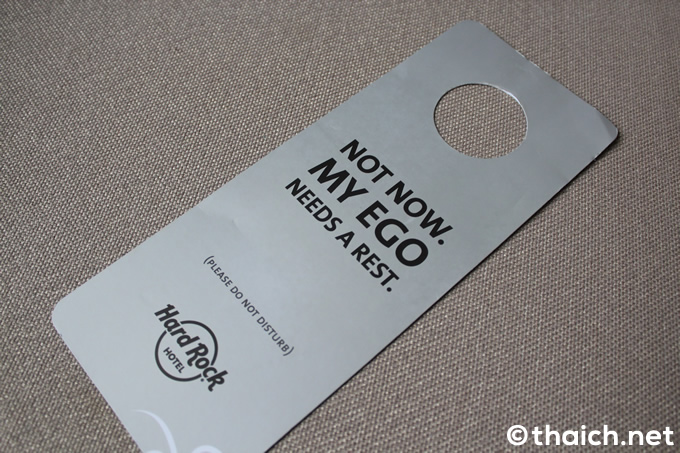 NOT NOW.
MY EGO
NEEDS A REST.
(PLEASE DO NOT DISTURB)
Hard Rock
HOTEL
©thaich.net